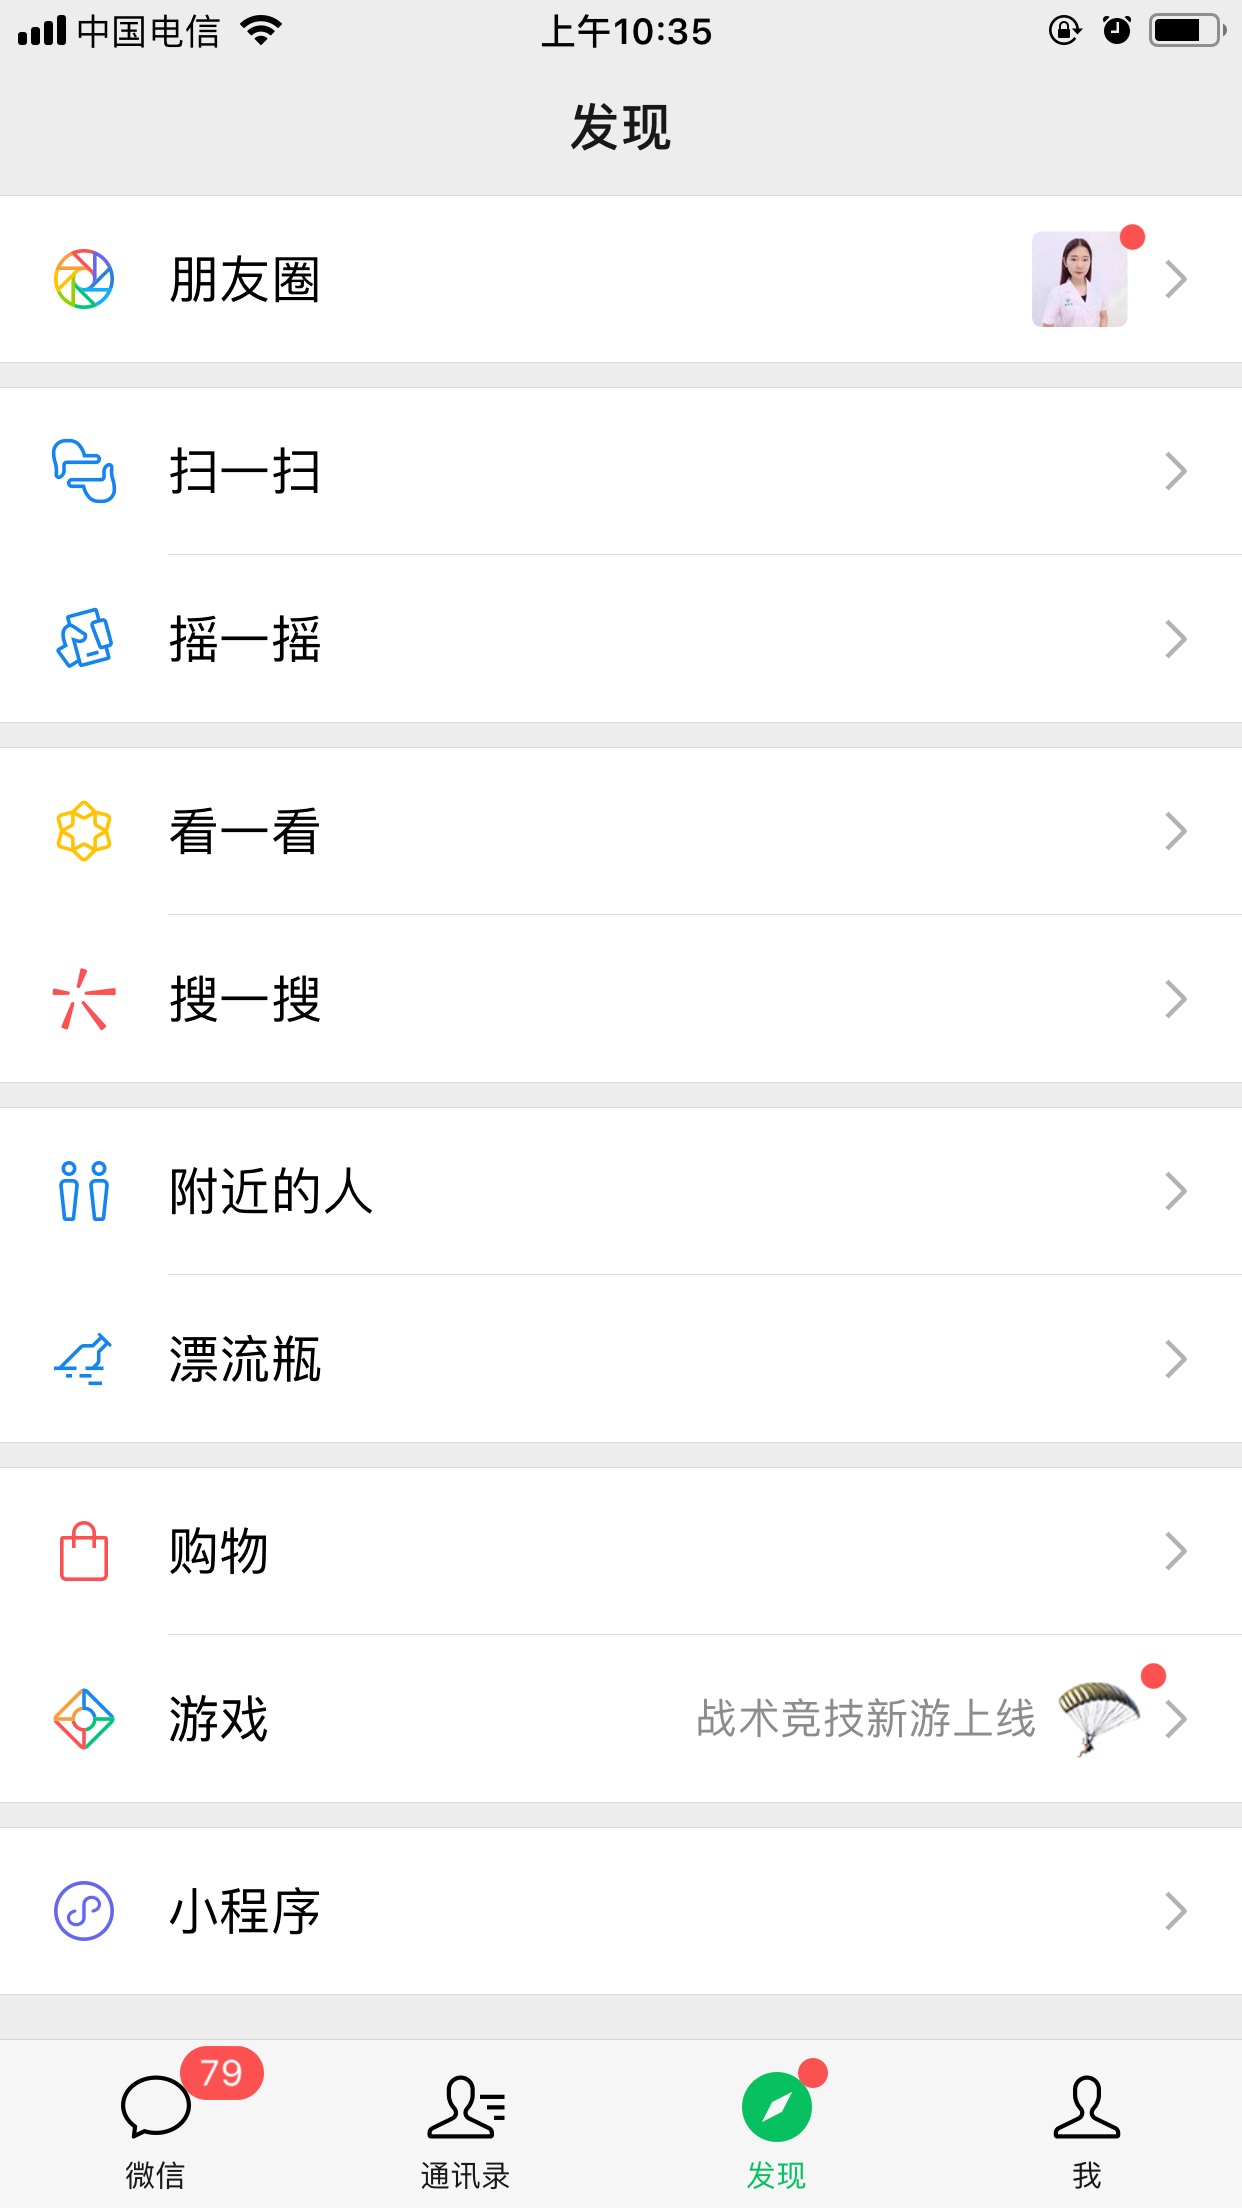 中国电信
上午10:35
发现
朋友圈
扫一扫
摇一摇
看一看
搜一搜
附近的人
漂流瓶
购物
游戏
战术竞技新游上线
小程序
79
微信
通讯录
发现
我